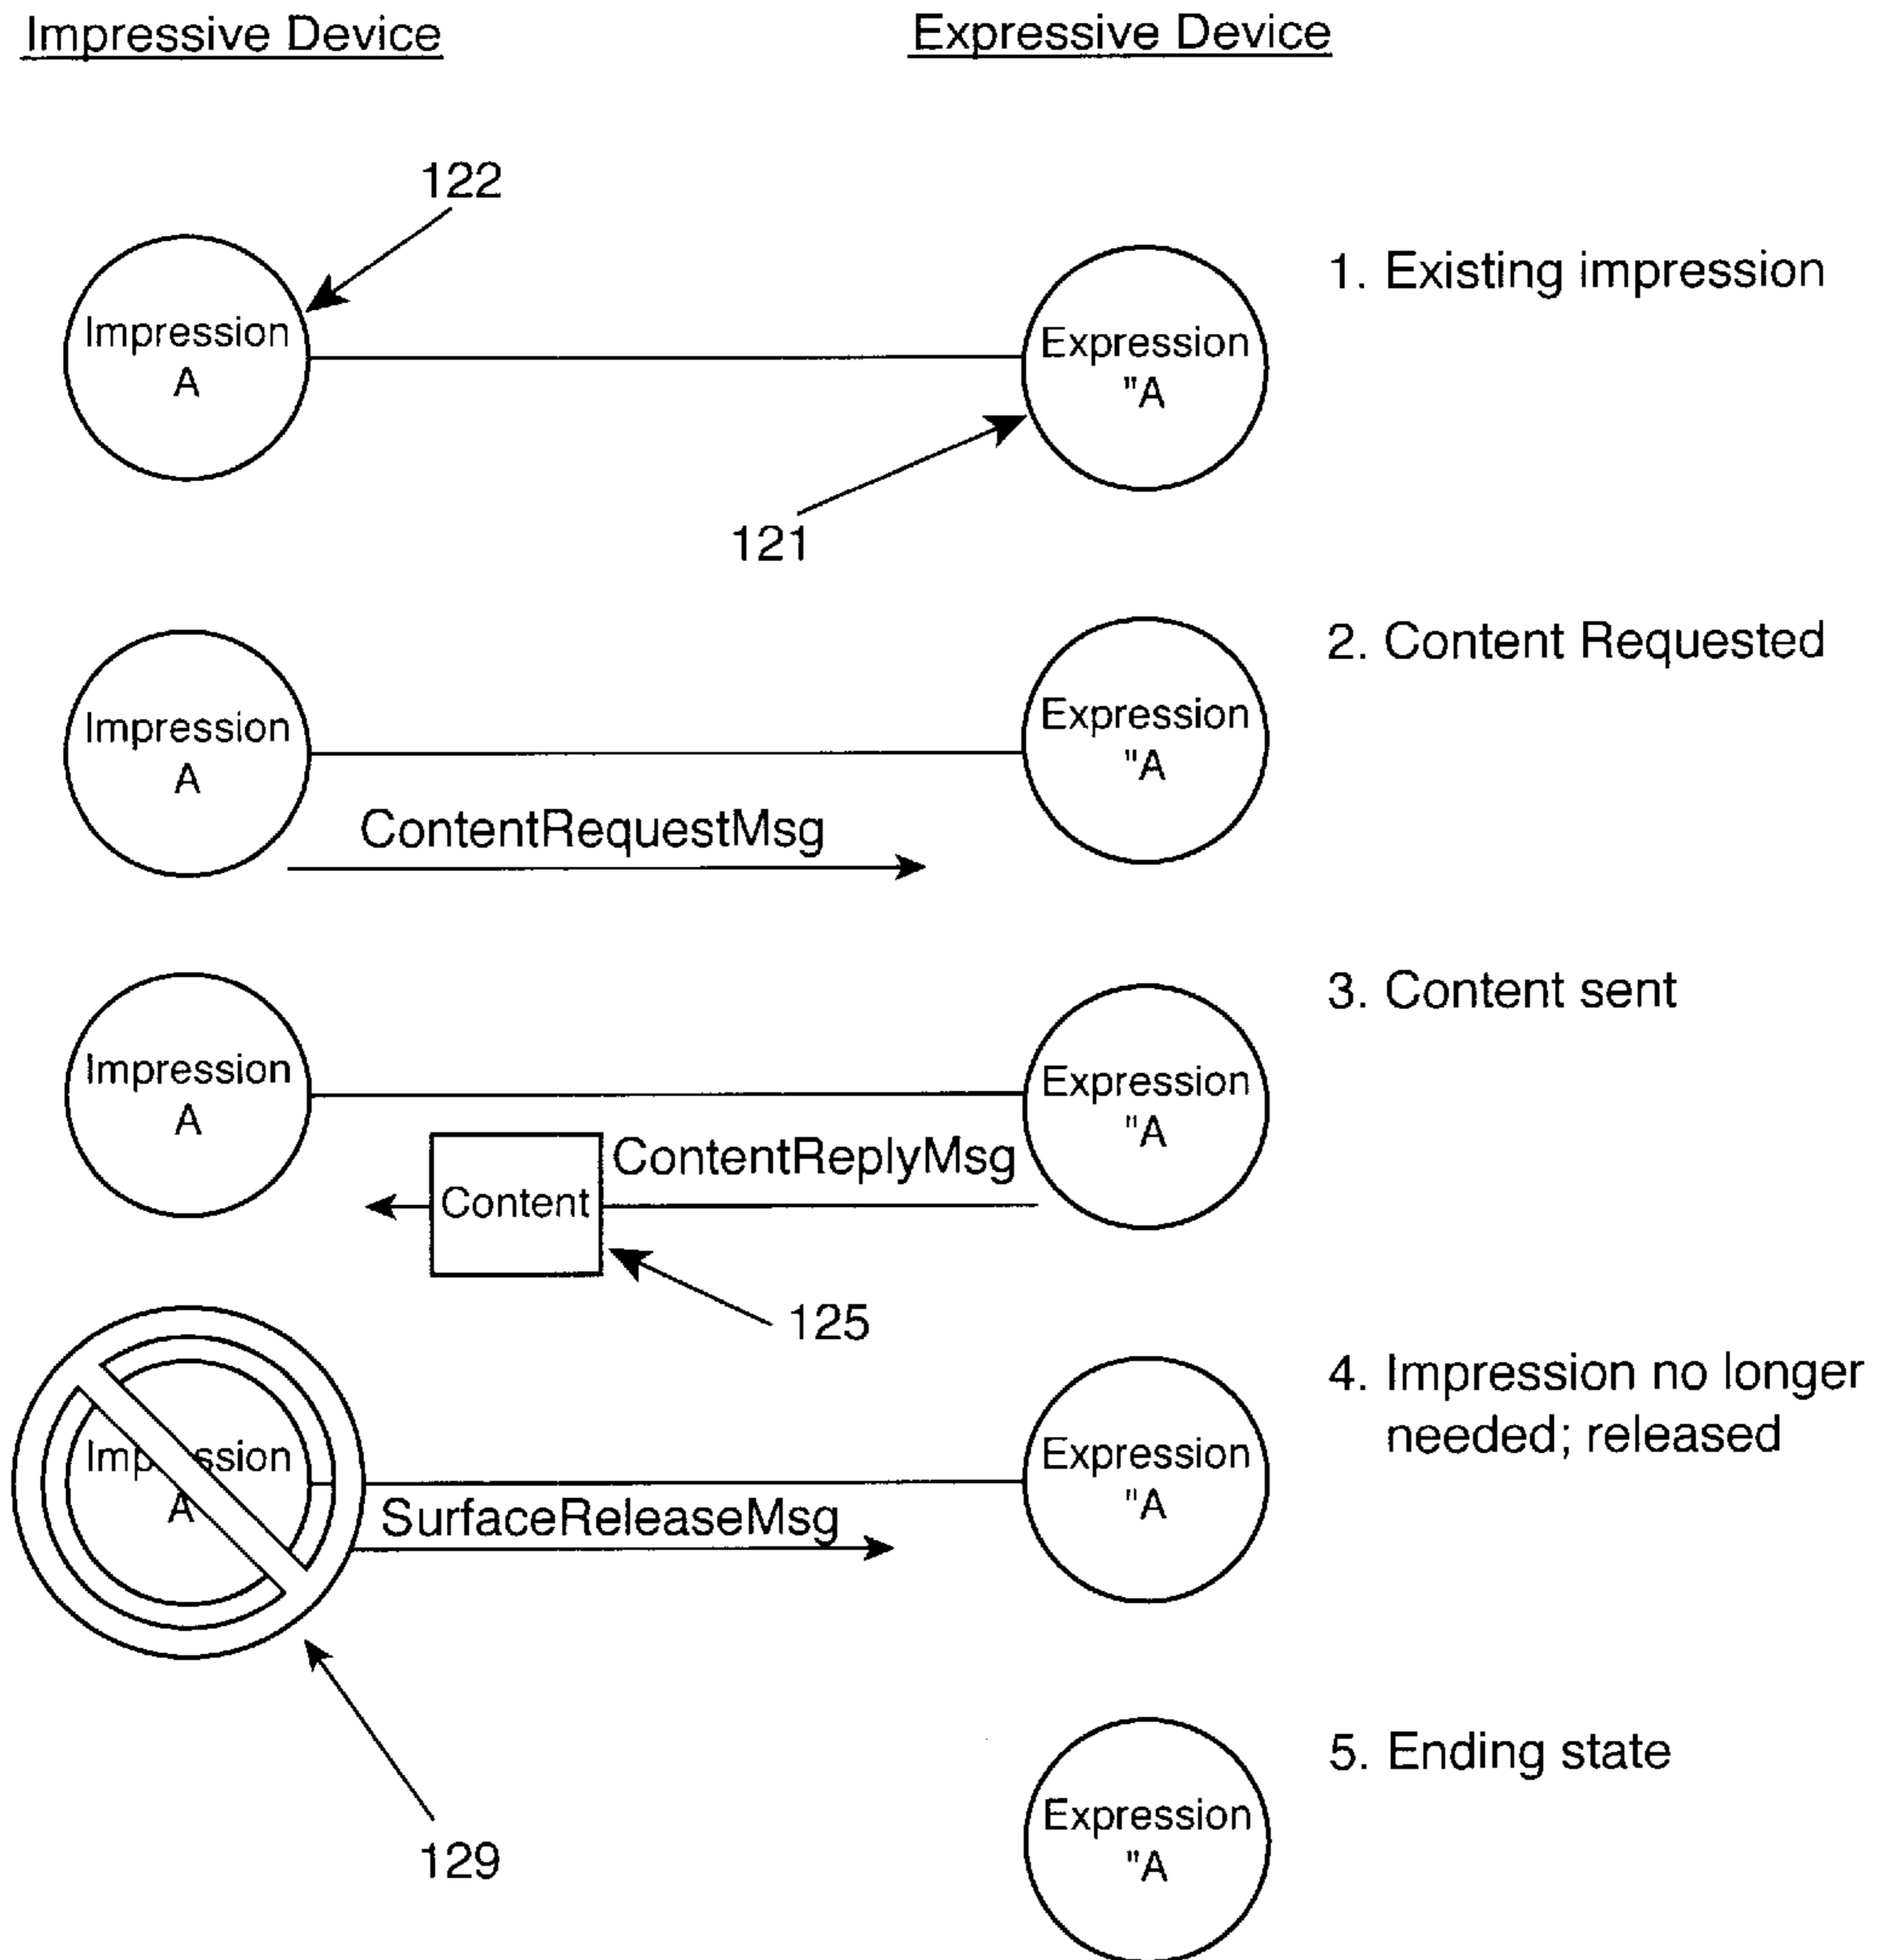 Impressive Device
Expressive Device
122
Impression
A
Expression
"A
1. Existing impression
121
Impression
A
Expression
"A
2. Content Requested
ContentRequestMsg
Impression
A
Expression
"A
3. Content sent
ContentReplyMsg
Content
125
Imp ssion
A
Expression
"A
4. Impression no longer
needed; released
SurfaceReleaseMsg
129
Expression
"A
5. Ending state